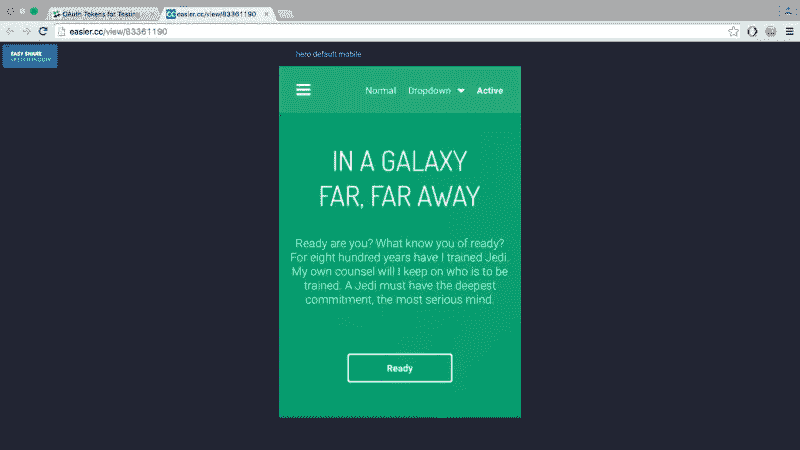 OAuth Tokens for Testing
easier.cc/view/83361190
easier.cc/view/83361190
EASY SHARE
hero default mobile
Normal Dropdown Active
IN A GALAXY
FAR, FAR AWAY
Ready are you? What know you of ready?
For eight hundred years have I trained Jedi.
My own counsel will I keep on who is to be
trained. A Jedi must have the deepest
commitment, the most serious mind.
Ready